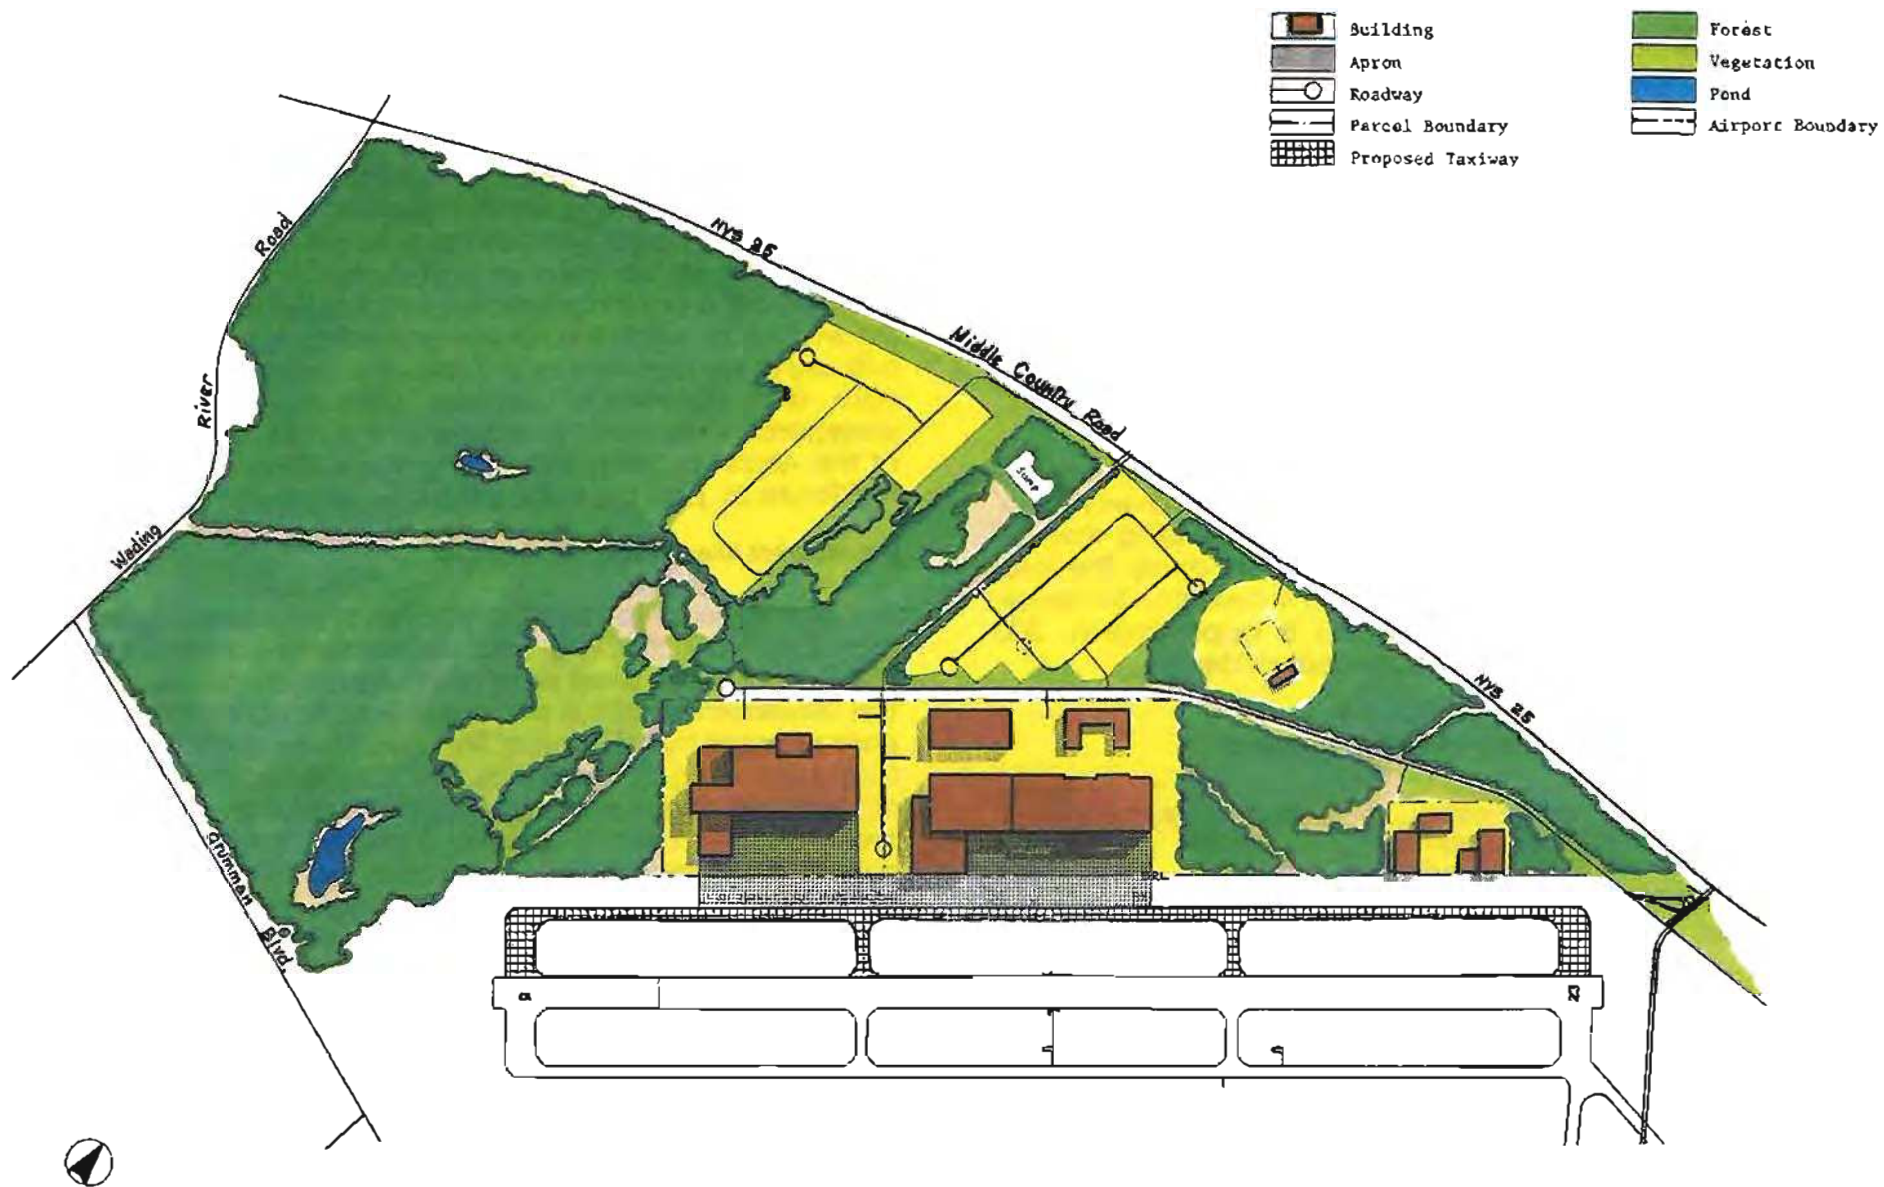 Building
Apron
Roadway
Parcel Boundary
Proposed Taxiway
Forest
Vegetation
Pond
Airport Boundary
NYS 25
Middle Country Road
NYS 25
Wading River Road
Grumman Blvd.
Sump
BRL